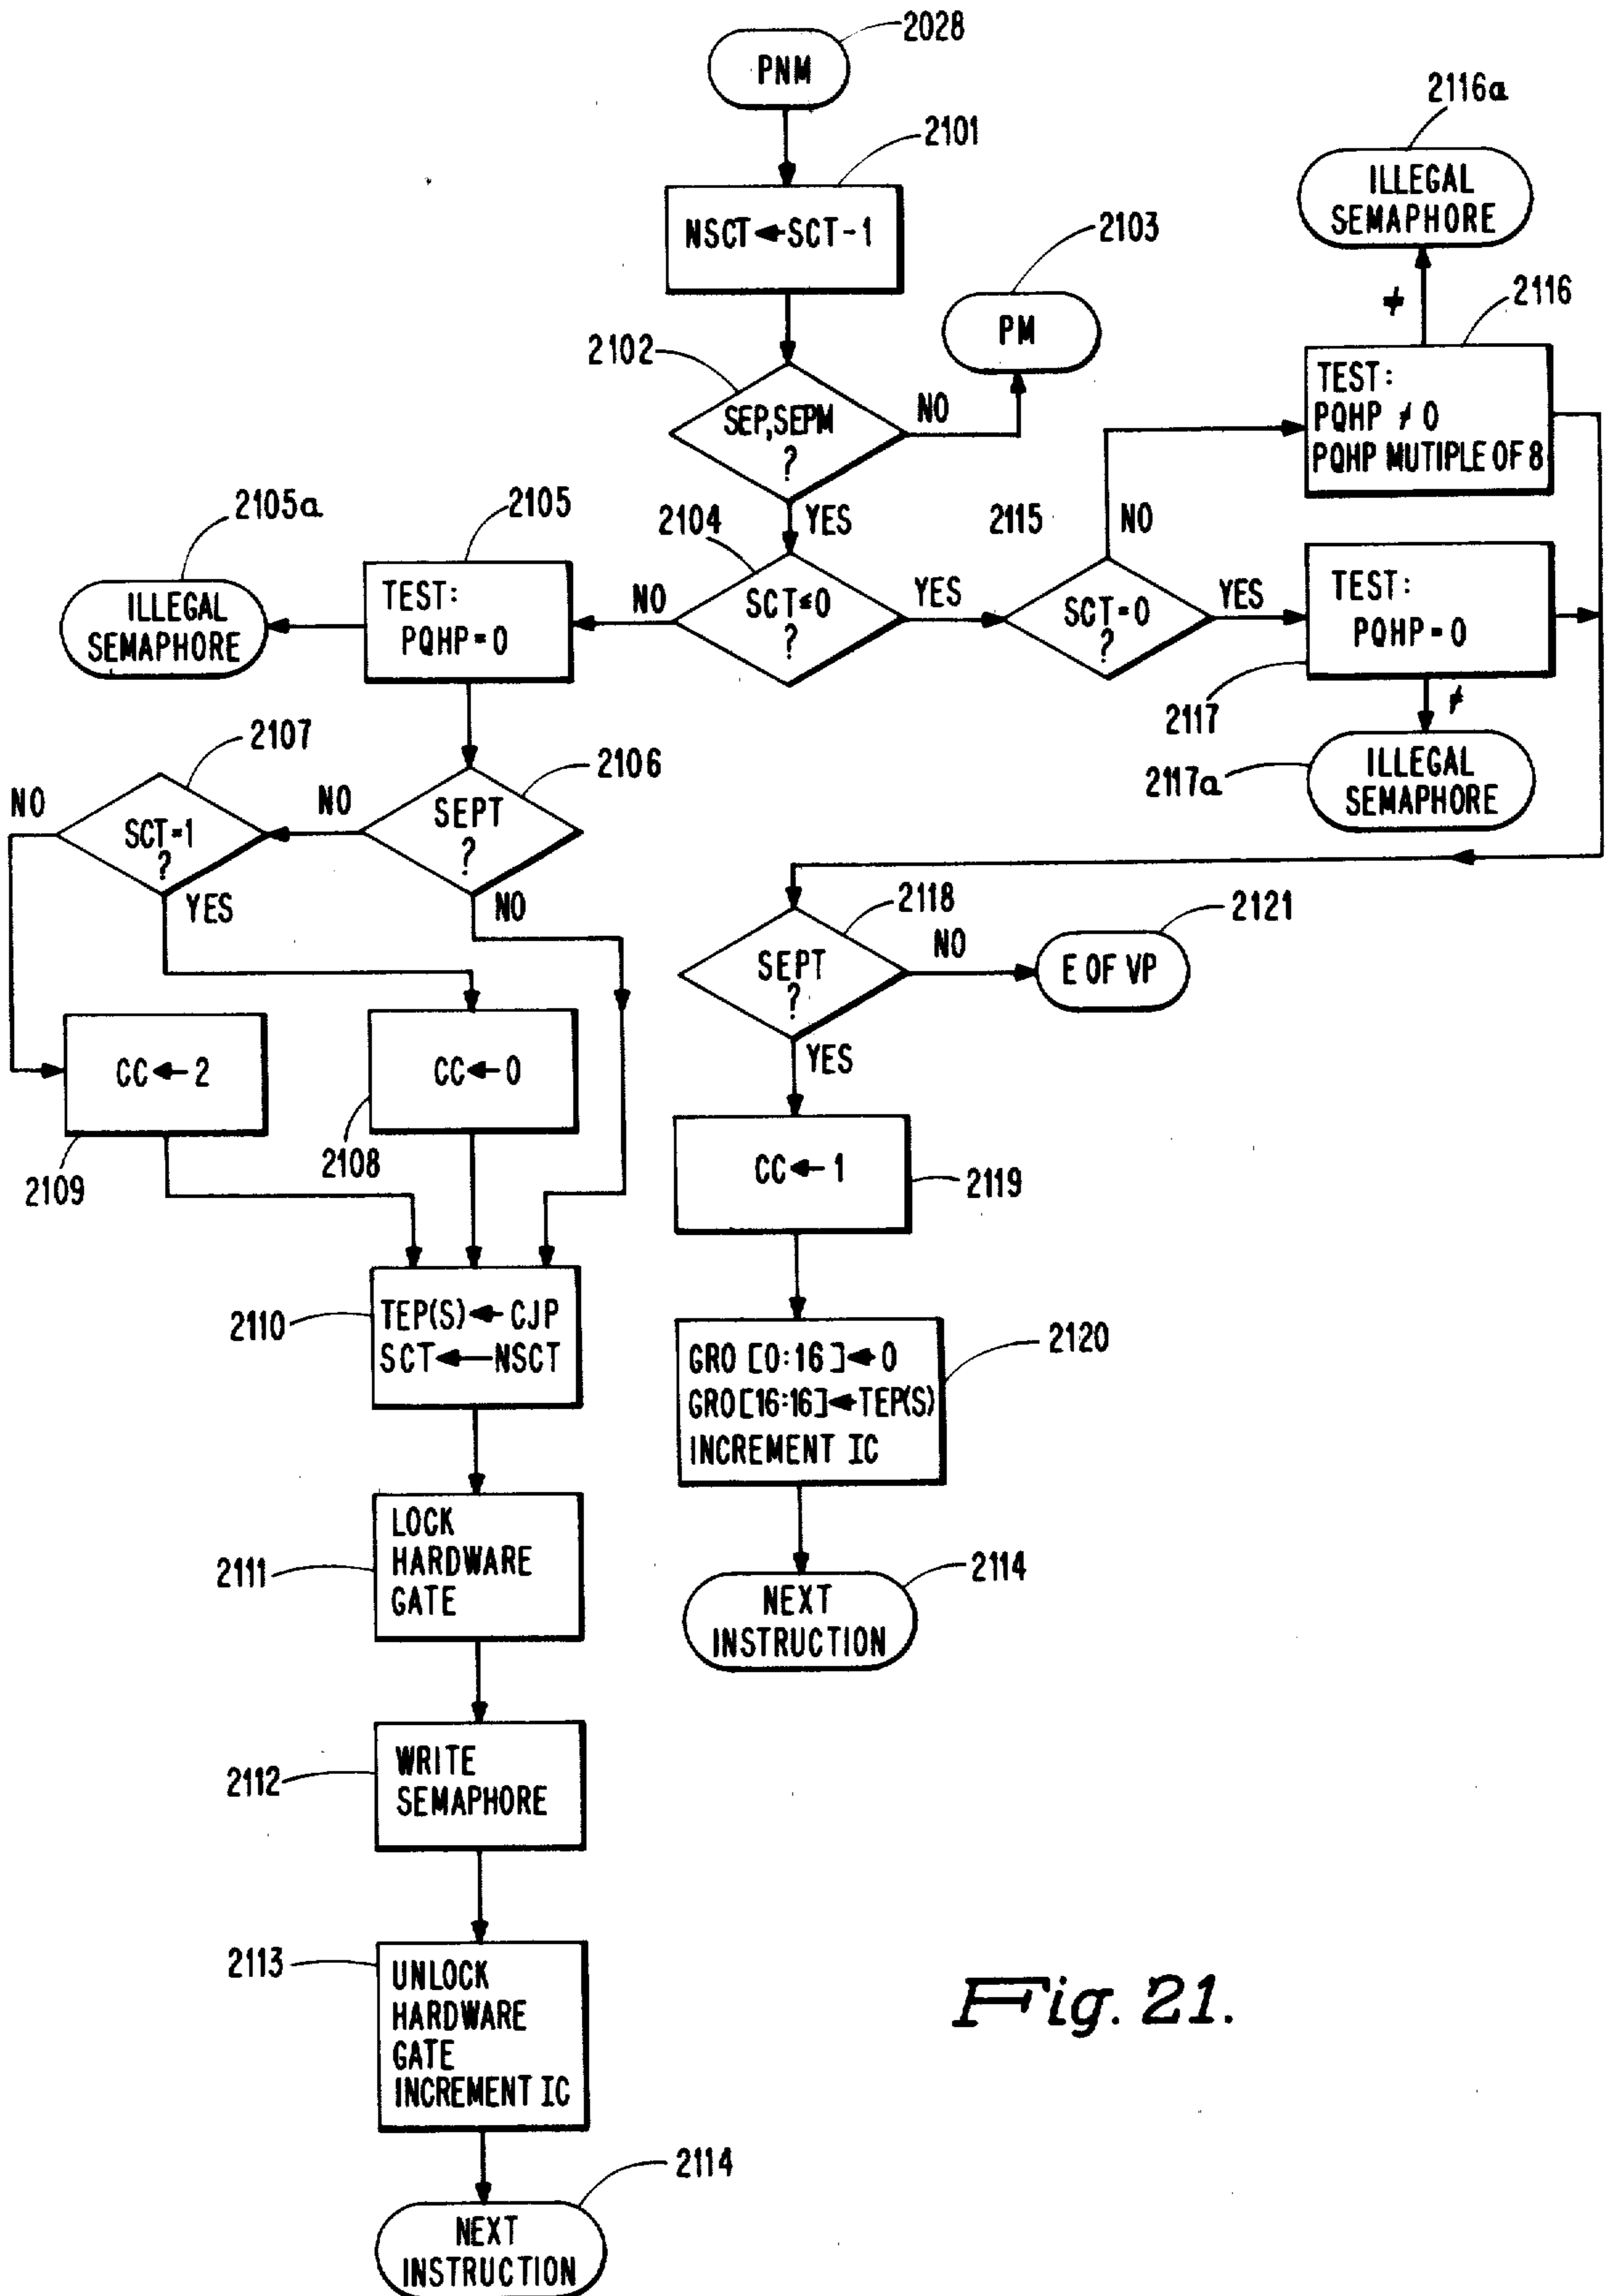 2028
PNM
2101
NSCT←SCT-1
2116a
ILLEGAL
SEMAPHORE
2103
PM
≠
2116
TEST:
PQHP ≠ 0
PQHP MUTIPLE OF 8
2102
SEP,SEPM
?
NO
YES
2105a
ILLEGAL
SEMAPHORE
2105
TEST:
PQHP=0
NO
2104
SCT≤0
?
YES
2115
NO
SCT=0
?
YES
TEST:
PQHP=0
2117
≠
2117a
ILLEGAL
SEMAPHORE
2107
NO
SCT=1
?
YES
NO
2106
SEPT
?
NO
2118
SEPT
?
NO
2121
E OF VP
YES
CC←2
2109
CC←0
2108
CC←1
2119
2110
TEP(S)←CJP
SCT←NSCT
2120
GRO [0:16]←0
GRO[16:16]←TEP(S)
INCREMENT IC
2111
LOCK
HARDWARE
GATE
2114
NEXT
INSTRUCTION
2112
WRITE
SEMAPHORE
2113
UNLOCK
HARDWARE
GATE
INCREMENT IC
Fig. 21.
2114
NEXT
INSTRUCTION